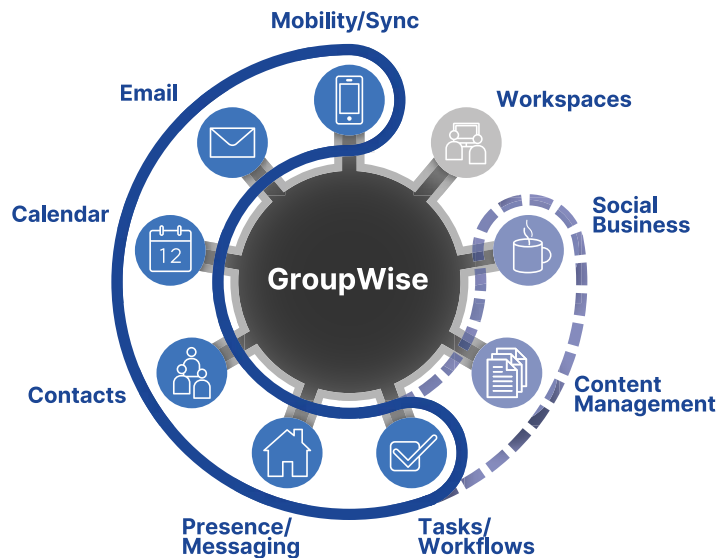 Mobility/Sync
Email
Workspaces
Calendar
Social
Business
12
GroupWise
Contacts
Content
Management
Presence/
Messaging
Tasks/
Workflows